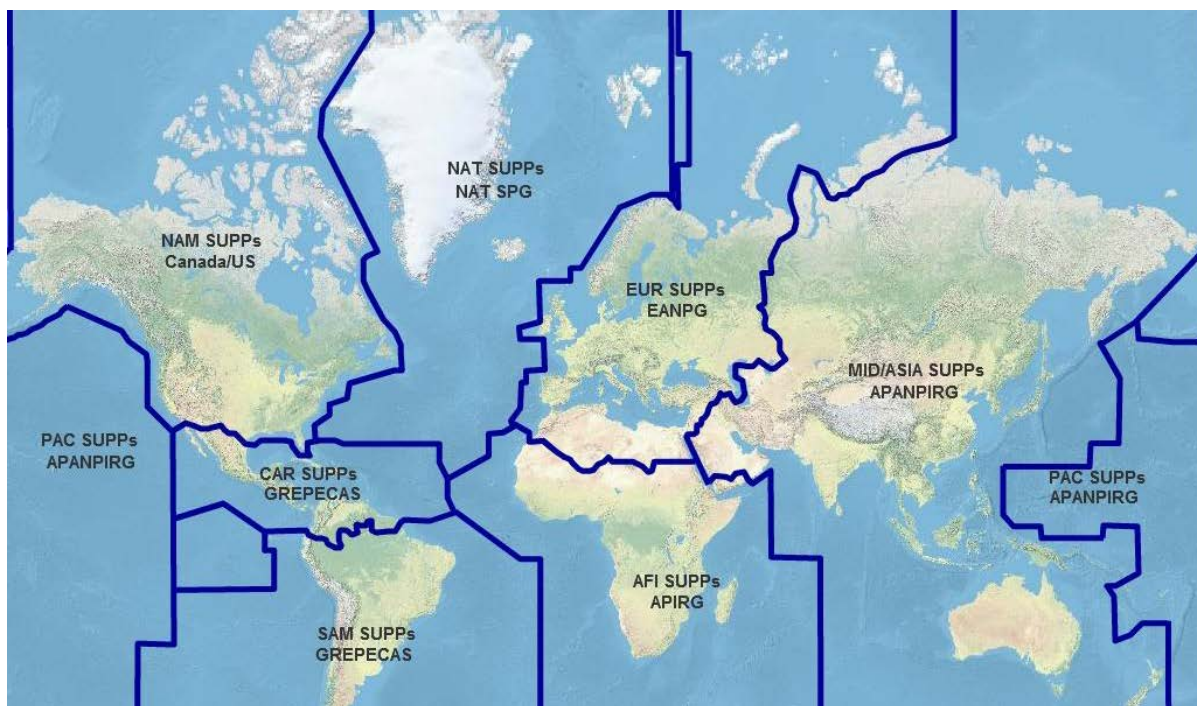 NAT SUPPs
NAT SPG
NAM SUPPs
Canada/US
EUR SUPPs
EANPG
MID/ASIA SUPPs
APANPIRG
PAC SUPPs
APANPIRG
CAR SUPPs
GREPECAS
PAC SUPPs
APANPIRG
AFI SUPPs
APIRG
SAM SUPPs
GREPECAS